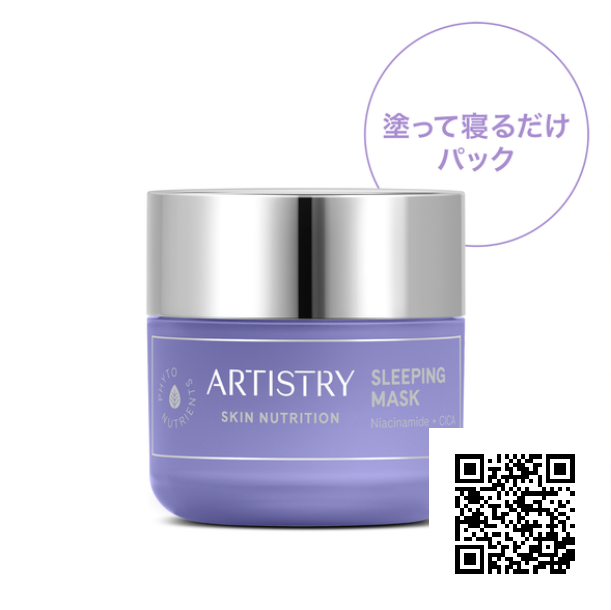 塗って寝るだけ
パック
PHYTO
NUTRIENTS
ARTISTRY
SKIN NUTRITION
SLEEPING
MASK
Niacinamide + CICA